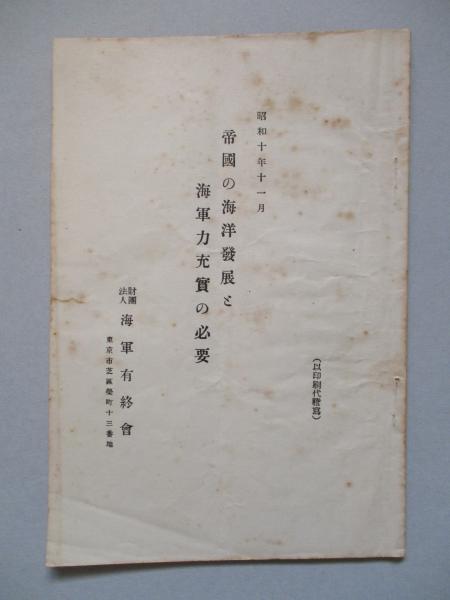 (以印刷代謄寫)
昭和十年十一月
帝國の海洋發展と
海軍力充實の必要
財團法人 海軍有終會
東京市芝區榮町十三番地